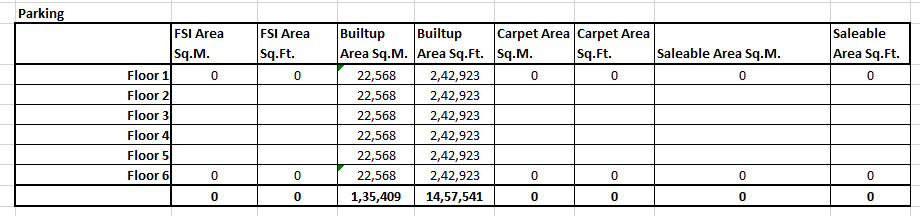 Parking
FSI Area Sq.M. FSI Area Sq.Ft. Builtup Area Sq.M. Builtup Area Sq.Ft. Carpet Area Sq.M. Carpet Area Sq.Ft. Saleable Area Sq.M. Saleable Area Sq.Ft.
Floor 1 0 0 22,568 2,42,923 0 0 0 0
Floor 2 22,568 2,42,923
Floor 3 22,568 2,42,923
Floor 4 22,568 2,42,923
Floor 5 22,568 2,42,923
Floor 6 0 0 22,568 2,42,923 0 0 0 0
0 0 1,35,409 14,57,541 0 0 0 0